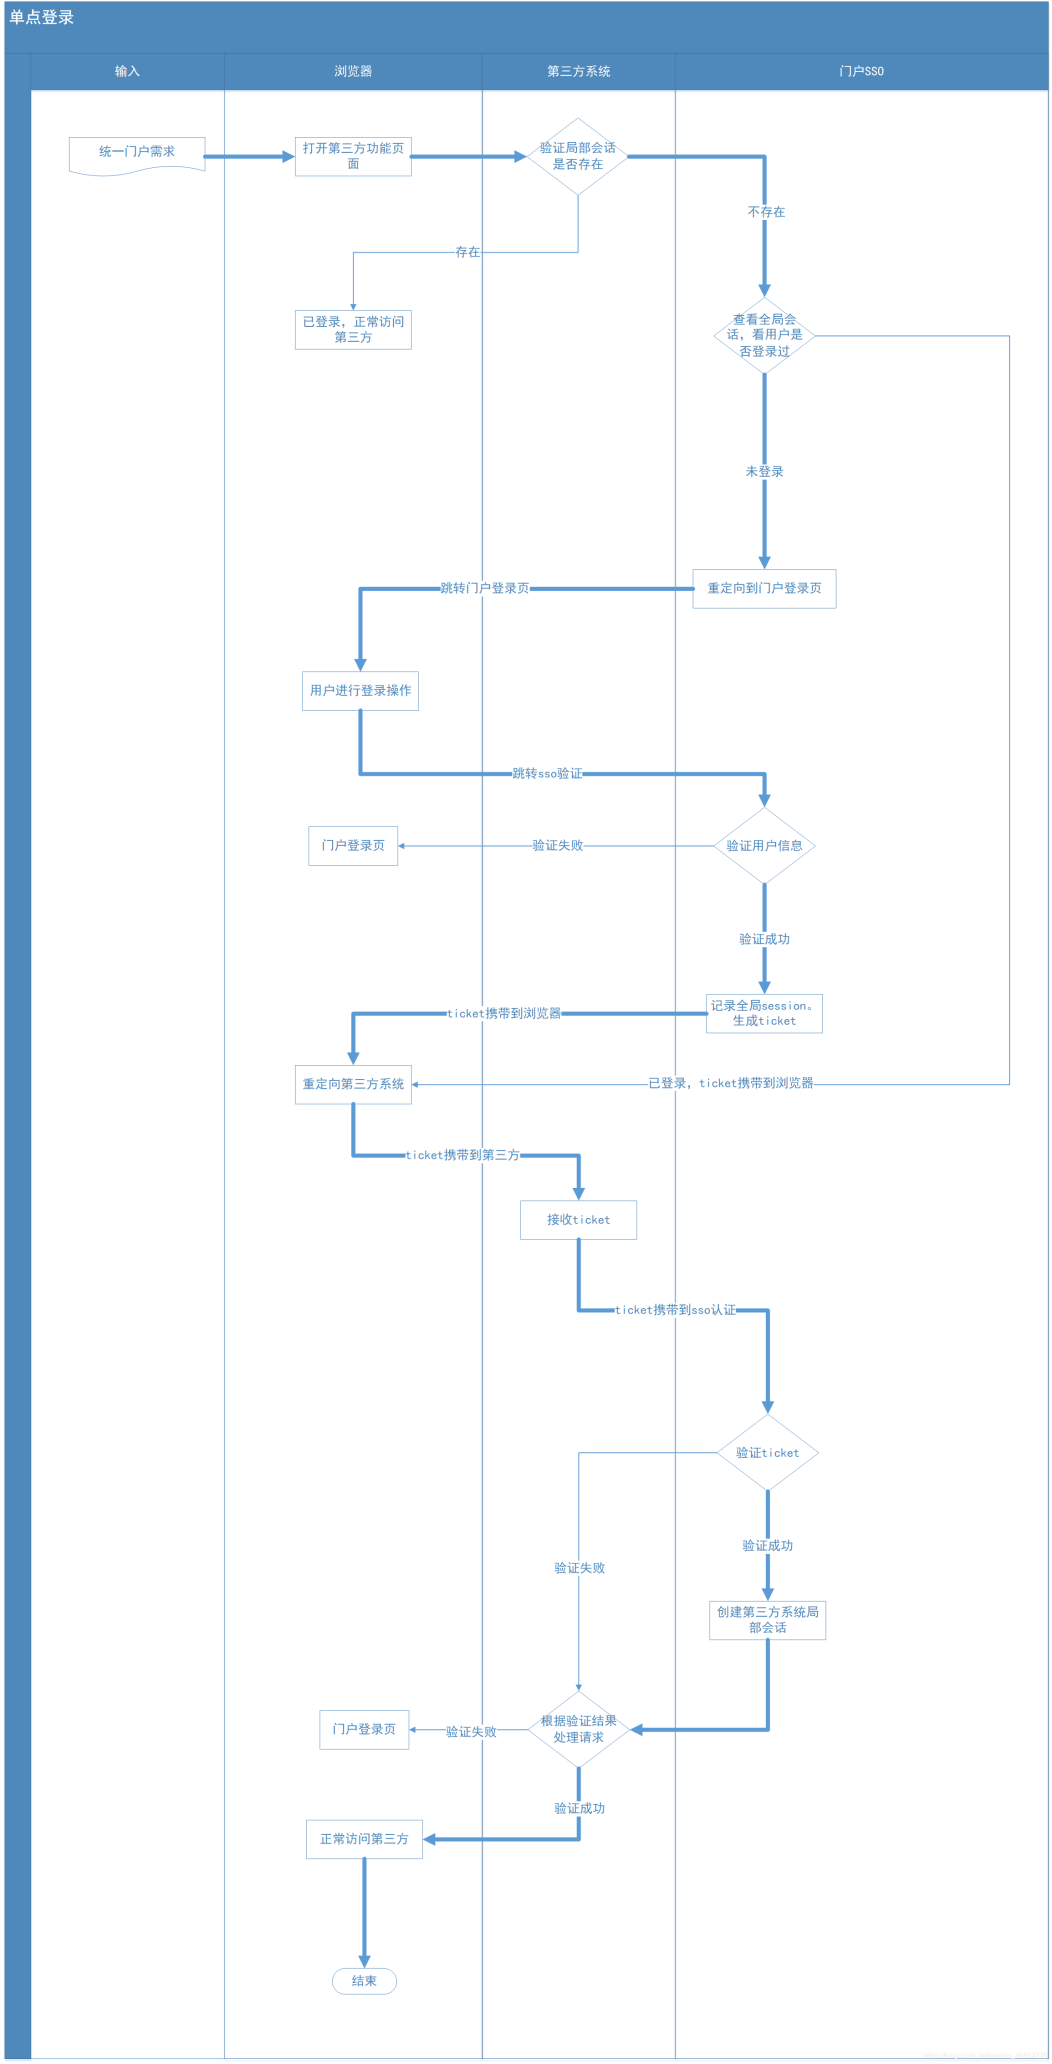 单点登录
输入
浏览器
第三方系统
门户SSO
统一门户需求
打开第三方功能页
面
验证局部会话
是否存在
不存在
存在
已登录，正常访问
第三方
查看全局会
话，看用户是
否登录过
未登录
跳转门户登录页
重定向到门户登录页
用户进行登录操作
跳转sso验证
门户登录页
验证失败
验证用户信息
验证成功
ticket携带到浏览器
记录全局session。
生成ticket
重定向第三方系统
已登录，ticket携带到浏览器
ticket携带到第三方
接收ticket
ticket携带到sso认证
验证ticket
验证成功
验证失败
创建第三方系统局
部会话
门户登录页
验证失败
根据验证结果
处理请求
验证成功
正常访问第三方
结束